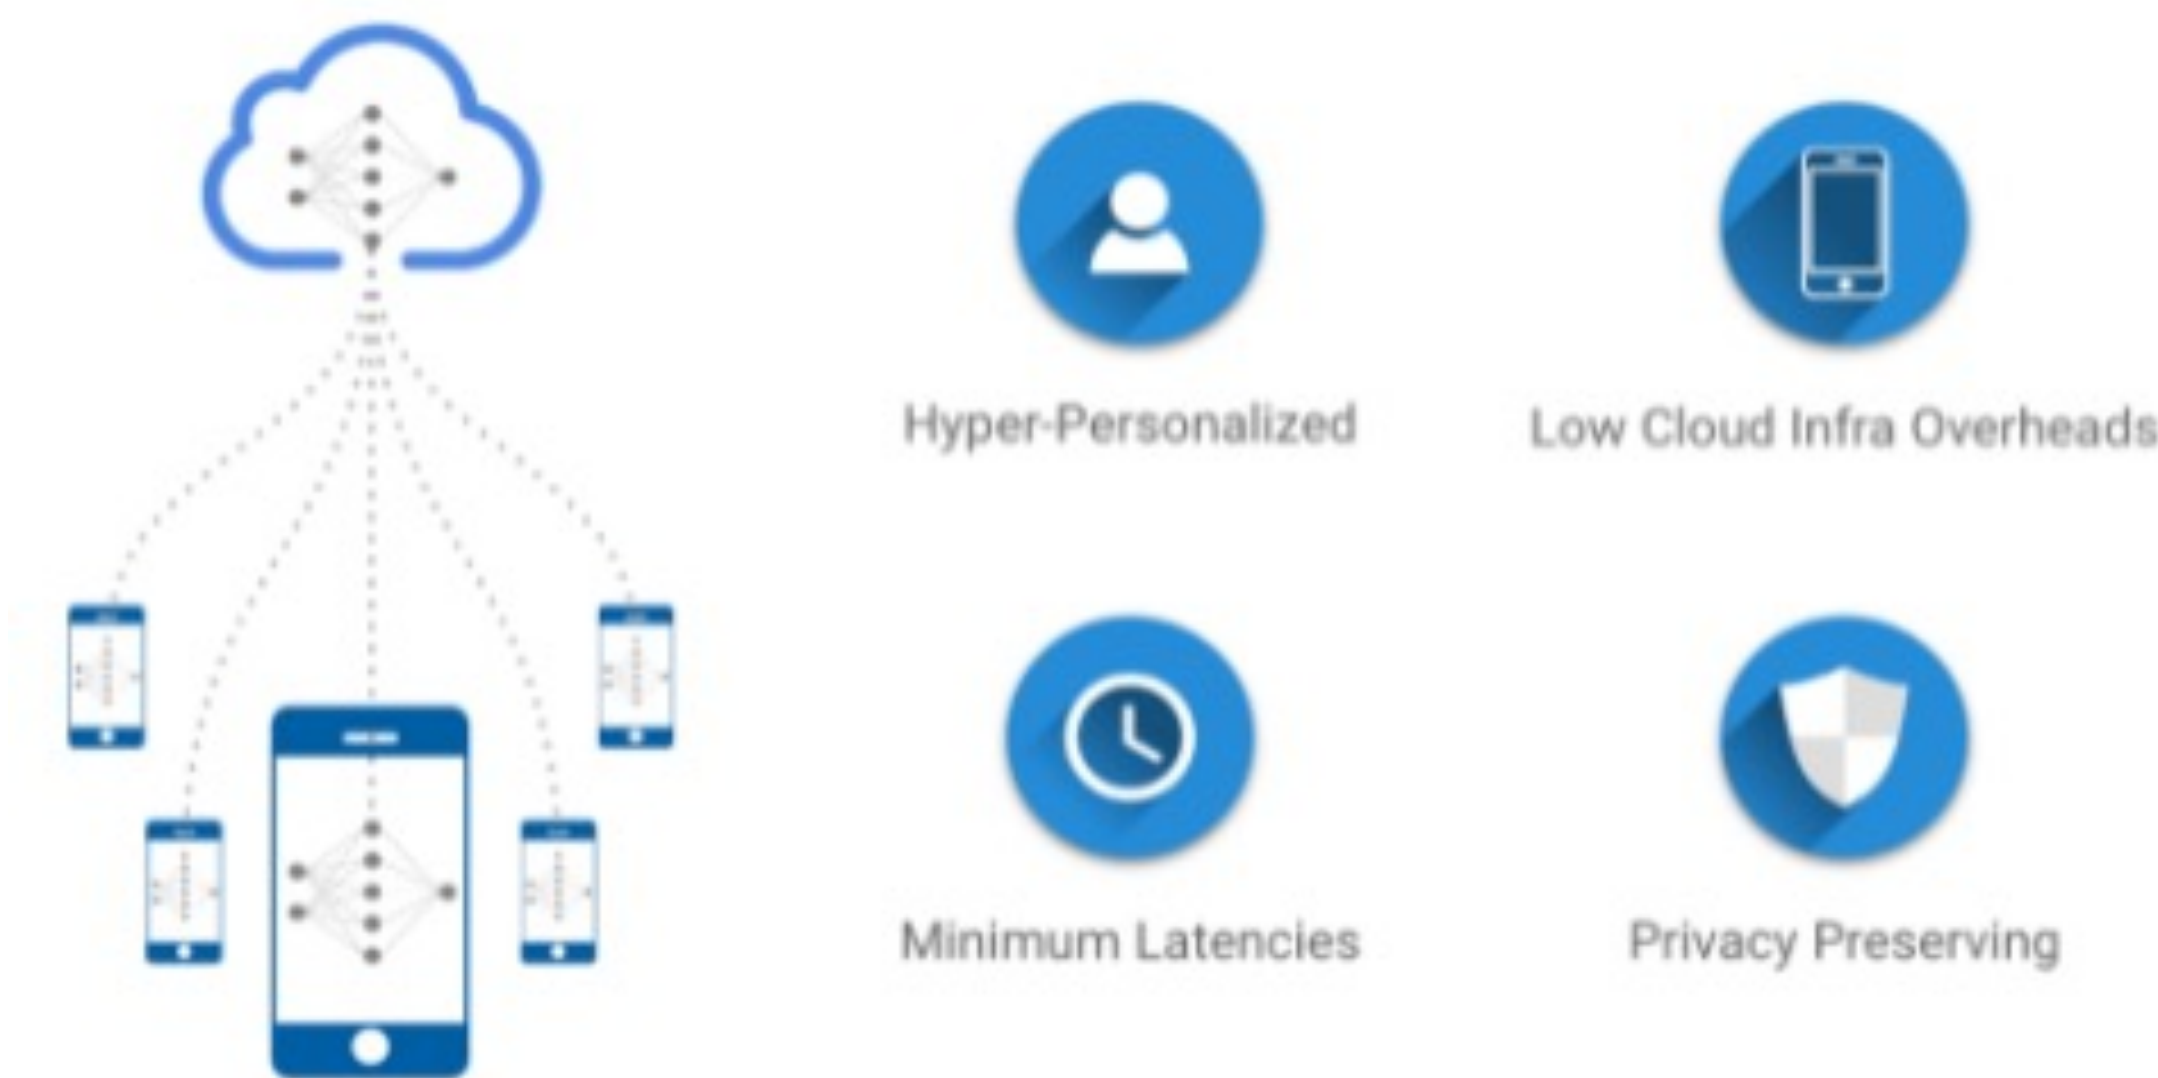 Hyper-Personalized
Low Cloud Infra Overheads
Minimum Latencies
Privacy Preserving